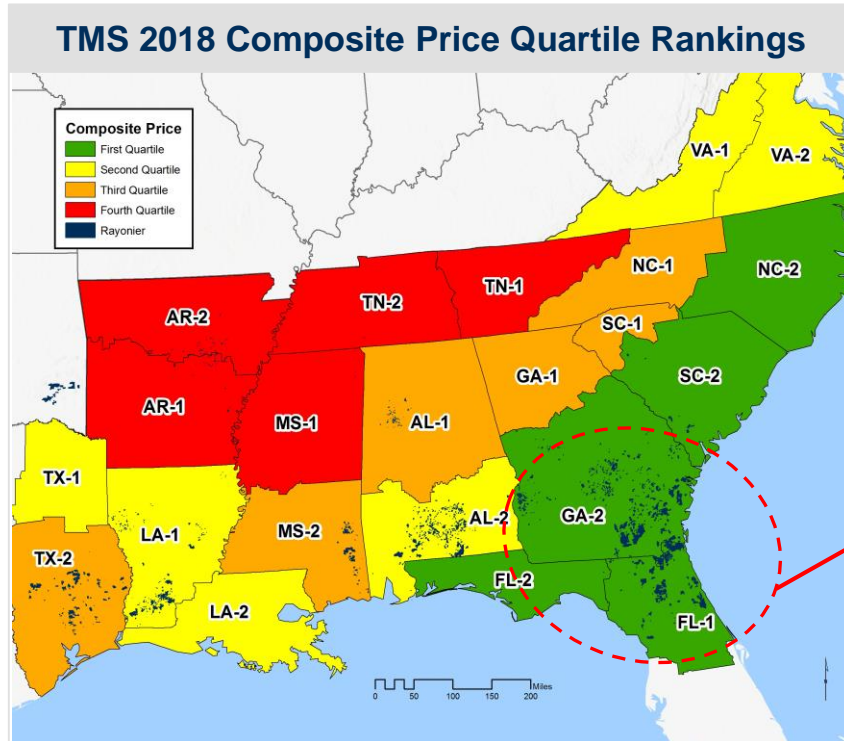 TMS 2018 Composite Price Quartile Rankings
Composite Price
First Quartile
Second Quartile
Third Quartile
Fourth Quartile
Rayonier
VA-1
VA-2
NC-1
NC-2
TN-1
TN-2
AR-2
SC-1
SC-2
GA-1
AR-1
MS-1
AL-1
TX-1
LA-1
MS-2
AL-2
GA-2
TX-2
LA-2
FL-2
FL-1
0 50 100 150 200
Miles